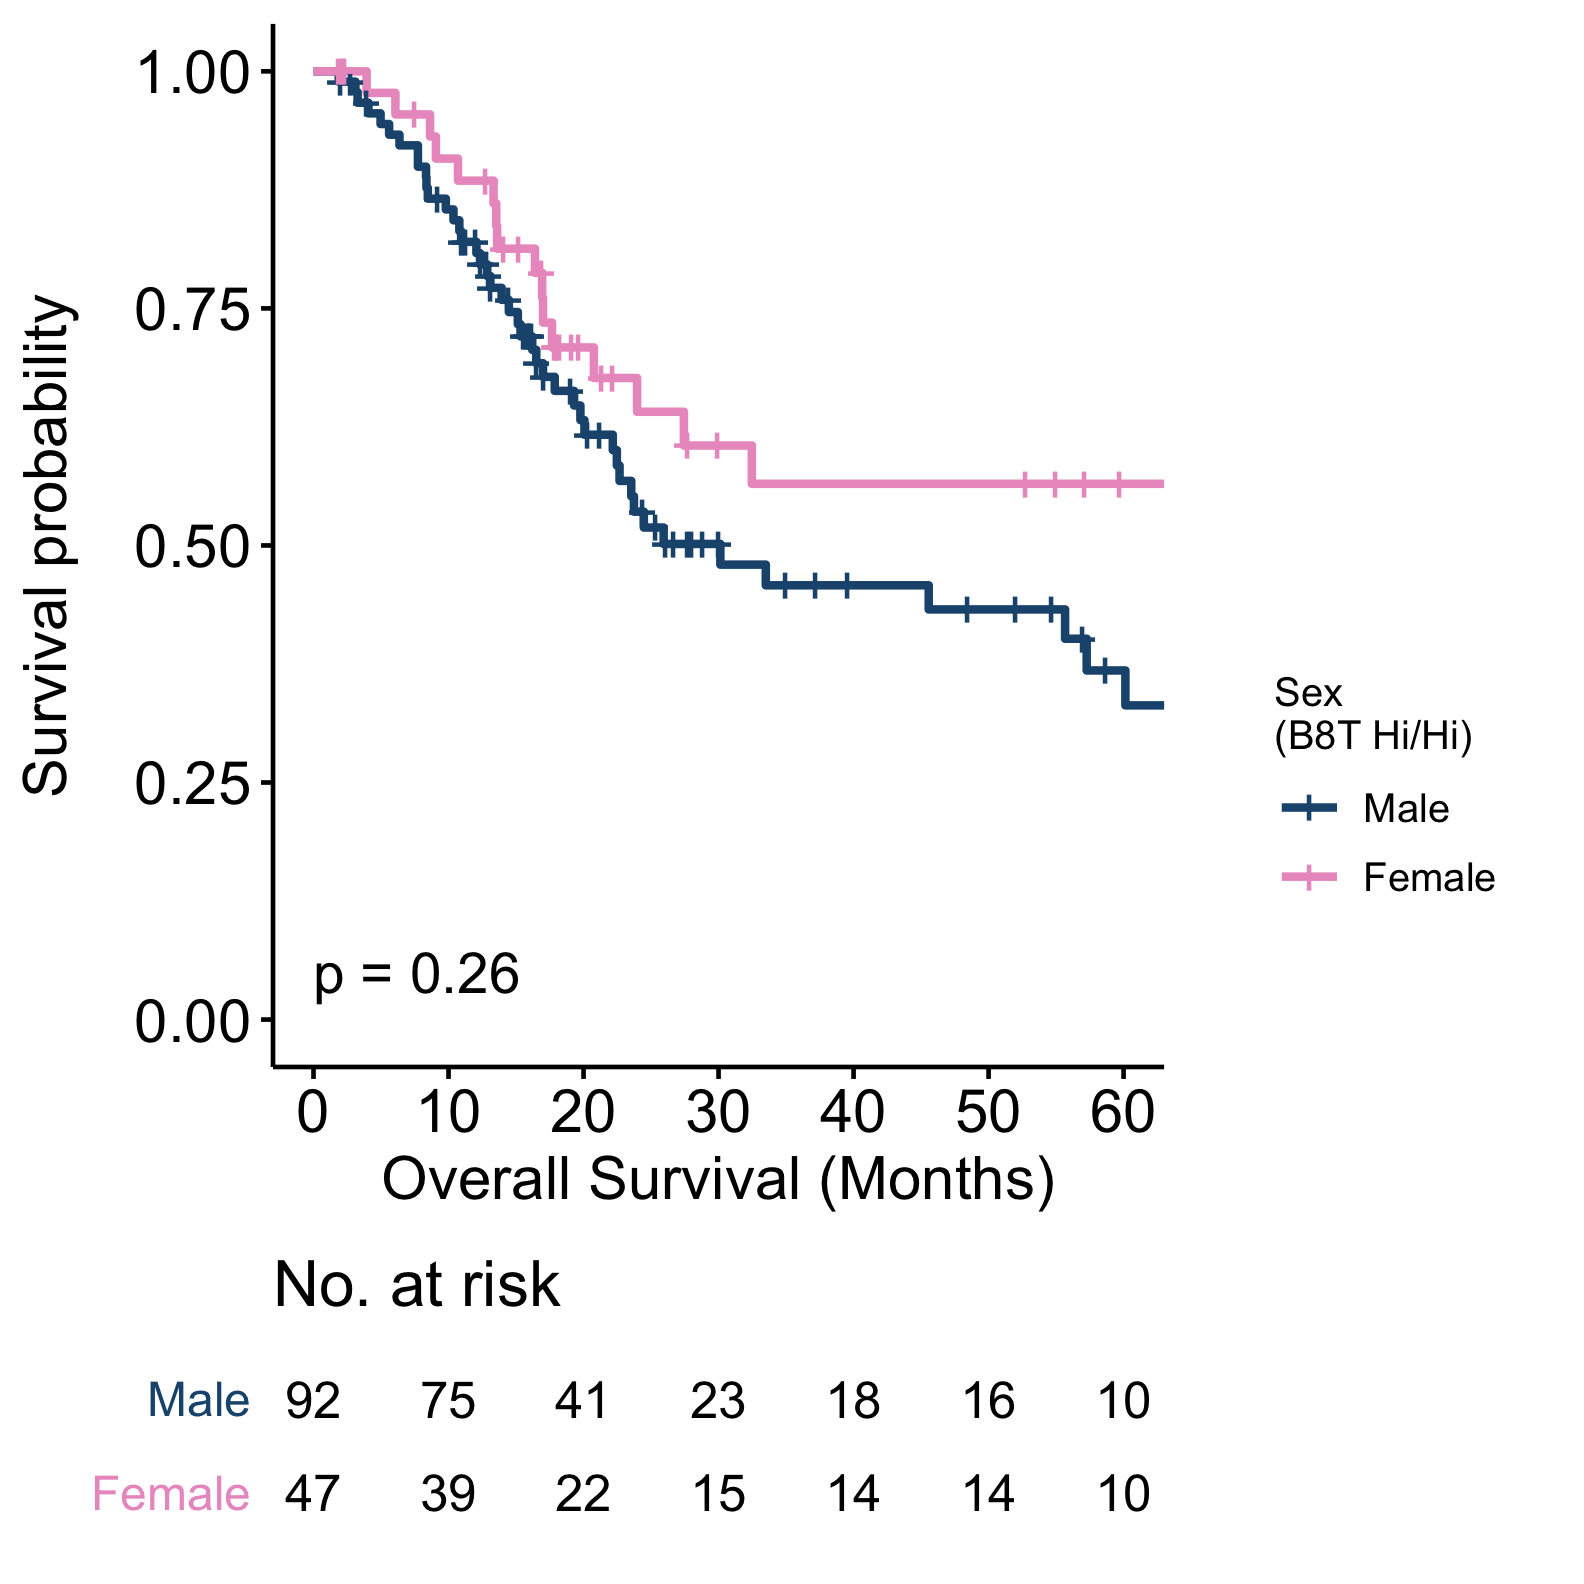 1.00
0.75
0.50
0.25
0.00
Survival probability
p = 0.26
0 10 20 30 40 50 60
Overall Survival (Months)
Sex
(B8T Hi/Hi)
Male
Female
No. at risk
Male 92 75 41 23 18 16 10
Female 47 39 22 15 14 14 10